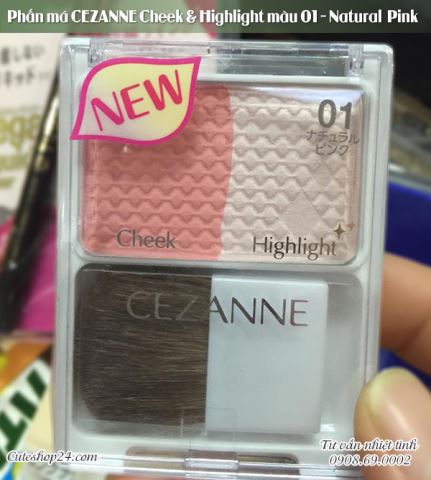 Phấn má CEZANNE Cheek & Highlight màu 01 - Natural Pink
NEW
01
ナチュラル
ピンク
Cheek
Highlight
CEZANNE
Cuteshop24.com
Tư vấn nhiệt tình
0908.69.0002